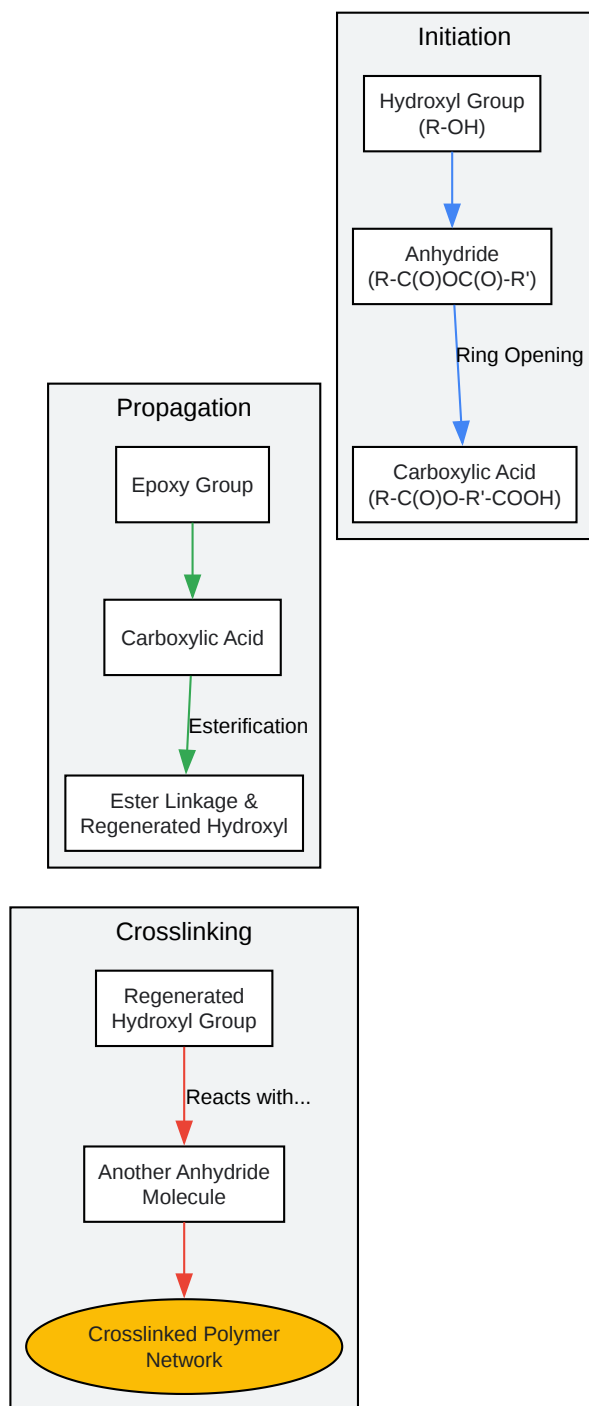 Initiation
Hydroxyl Group
(R-OH)
Anhydride
(R-C(O)OC(O)-R')
Ring Opening
Carboxylic Acid
(R-C(O)O-R'-COOH)
Propagation
Epoxy Group
Carboxylic Acid
Esterification
Ester Linkage &
Regenerated Hydroxyl
Crosslinking
Regenerated
Hydroxyl Group
Reacts with...
Another Anhydride
Molecule
Crosslinked Polymer
Network